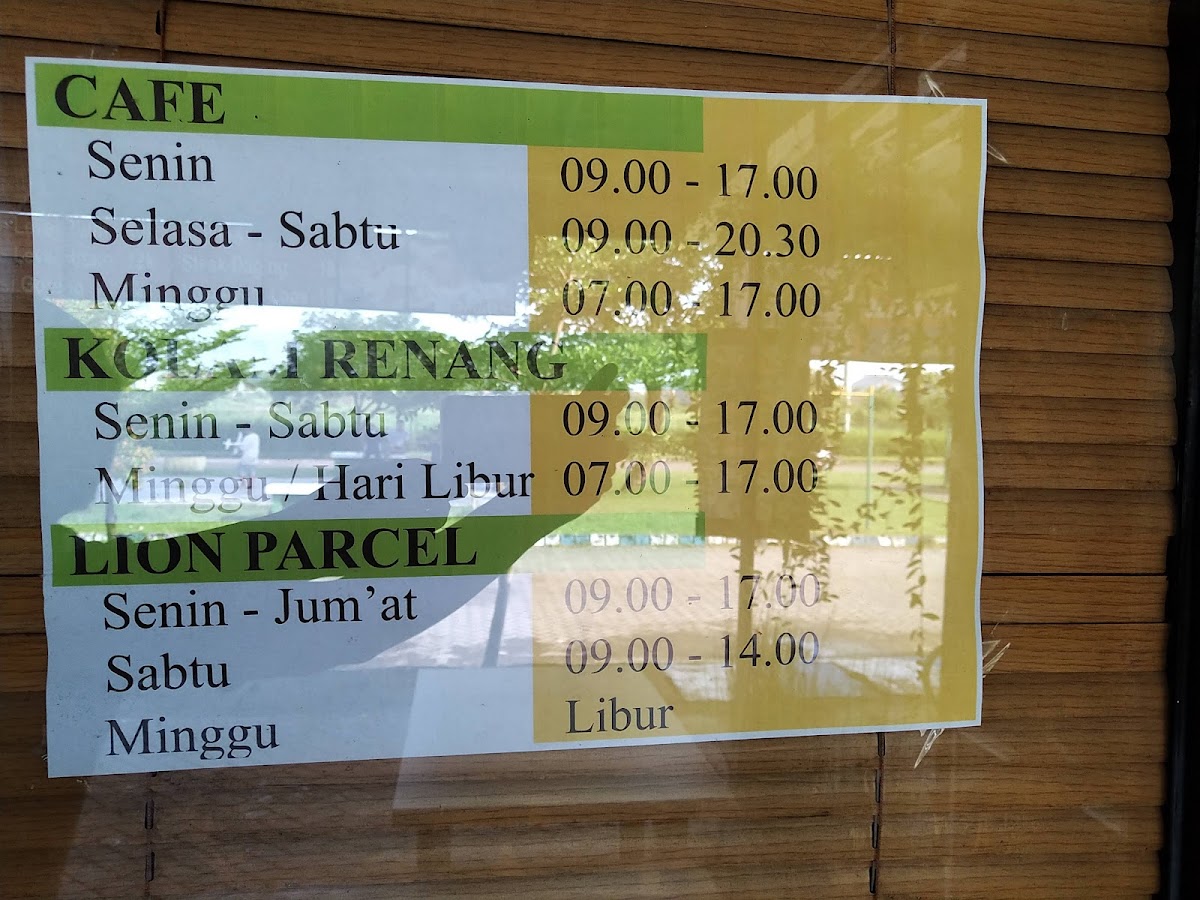 CAFE
Senin 09.00 - 17.00
Selasa - Sabtu 09.00 - 20.30
Minggu 07.00 - 17.00
KOLAM RENANG
Senin - Sabtu 09.00 - 17.00
Minggu / Hari Libur 07.00 - 17.00
LION PARCEL
Senin - Jum'at 09.00 - 17.00
Sabtu 09.00 - 14.00
Minggu Libur